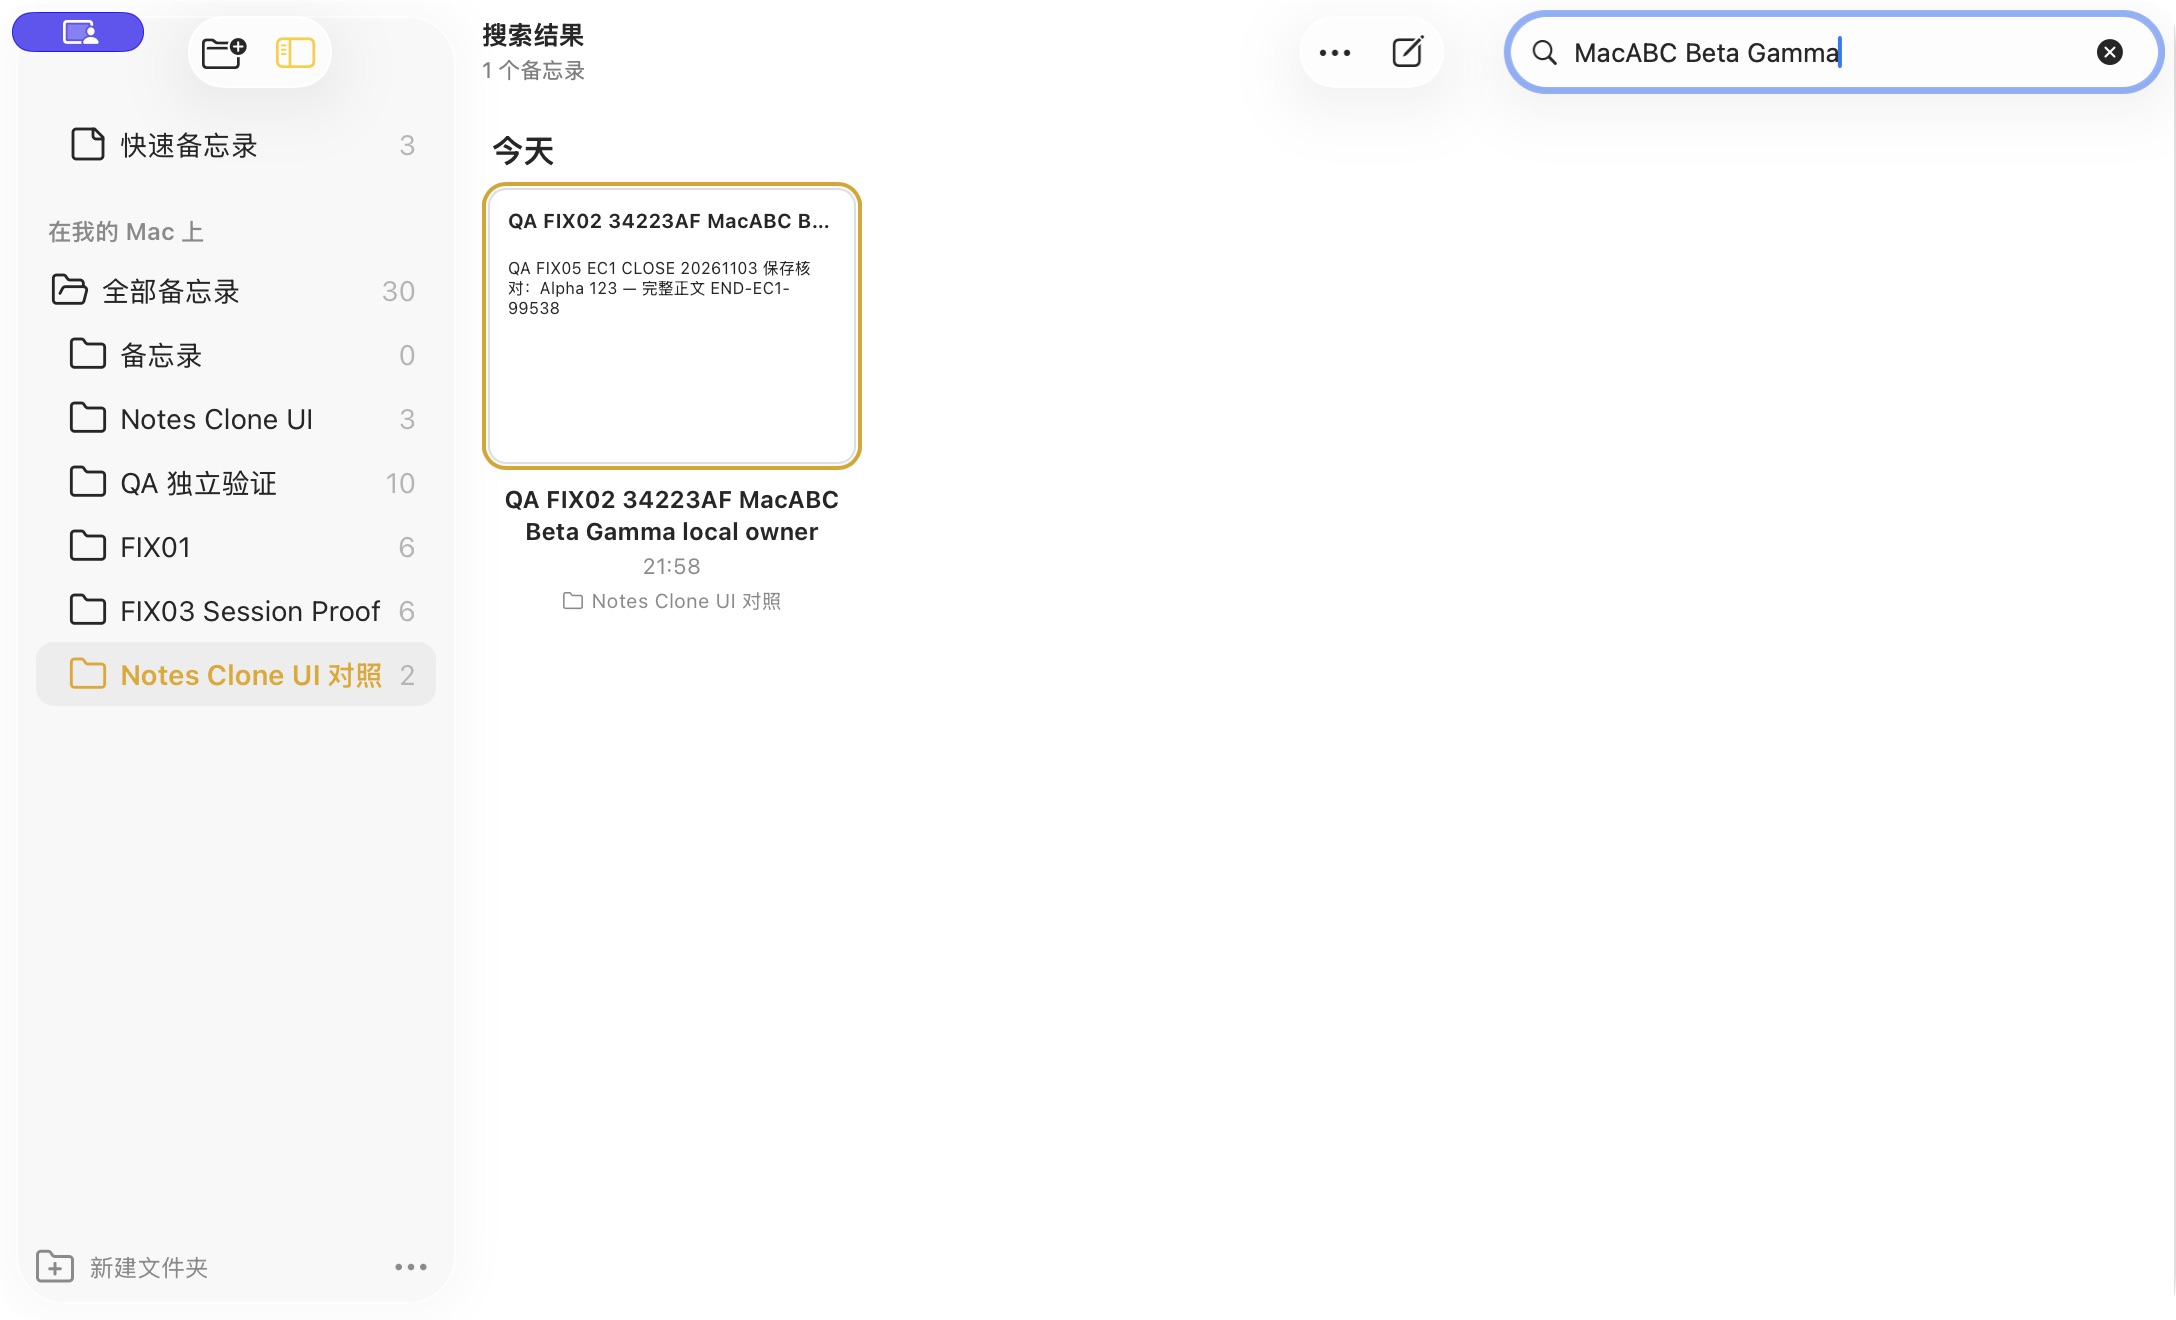 搜索结果
1 个备忘录
MacABC Beta Gamma
快速备忘录 3
在我的 Mac 上
全部备忘录 30
备忘录 0
Notes Clone UI 3
QA 独立验证 10
FIX01 6
FIX03 Session Proof 6
Notes Clone UI 对照 2
新建文件夹
今天
QA FIX02 34223AF MacABC B...
QA FIX05 EC1 CLOSE 20261103 保存核
对：Alpha 123 — 完整正文 END-EC1-
99538
QA FIX02 34223AF MacABC
Beta Gamma local owner
21:58
Notes Clone UI 对照